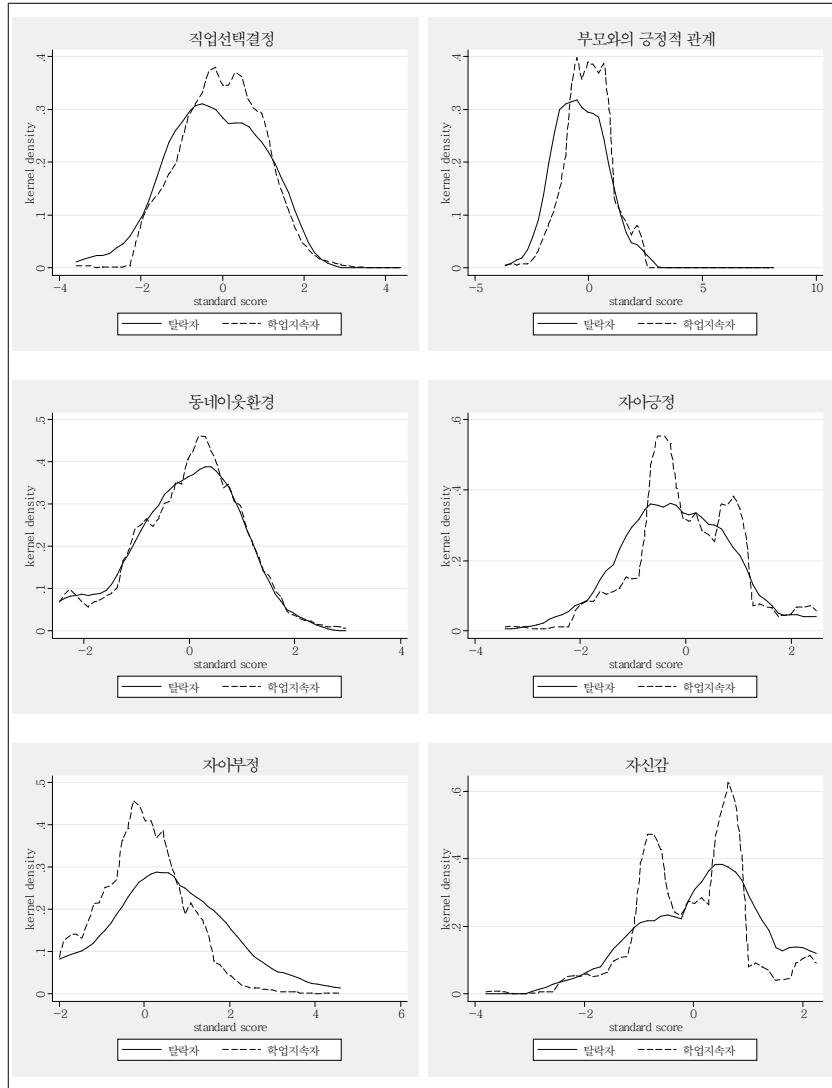 직업선택결정
kernel density
0 .1 .2 .3 .4
−4 −2 0 2 4
standard score
탈락자 학업지속자
부모와의 긍정적 관계
kernel density
0 .1 .2 .3 .4
−5 0 5 10
standard score
탈락자 학업지속자
동네이웃환경
kernel density
0 .1 .2 .3 .4 .5
−2 0 2 4
standard score
탈락자 학업지속자
자아긍정
kernel density
0 .2 .4 .6
−4 −2 0 2
standard score
탈락자 학업지속자
자아부정
kernel density
0 .1 .2 .3 .4 .5
−2 0 2 4 6
standard score
탈락자 학업지속자
자신감
kernel density
0 .2 .4 .6
−4 −2 0 2
standard score
탈락자 학업지속자